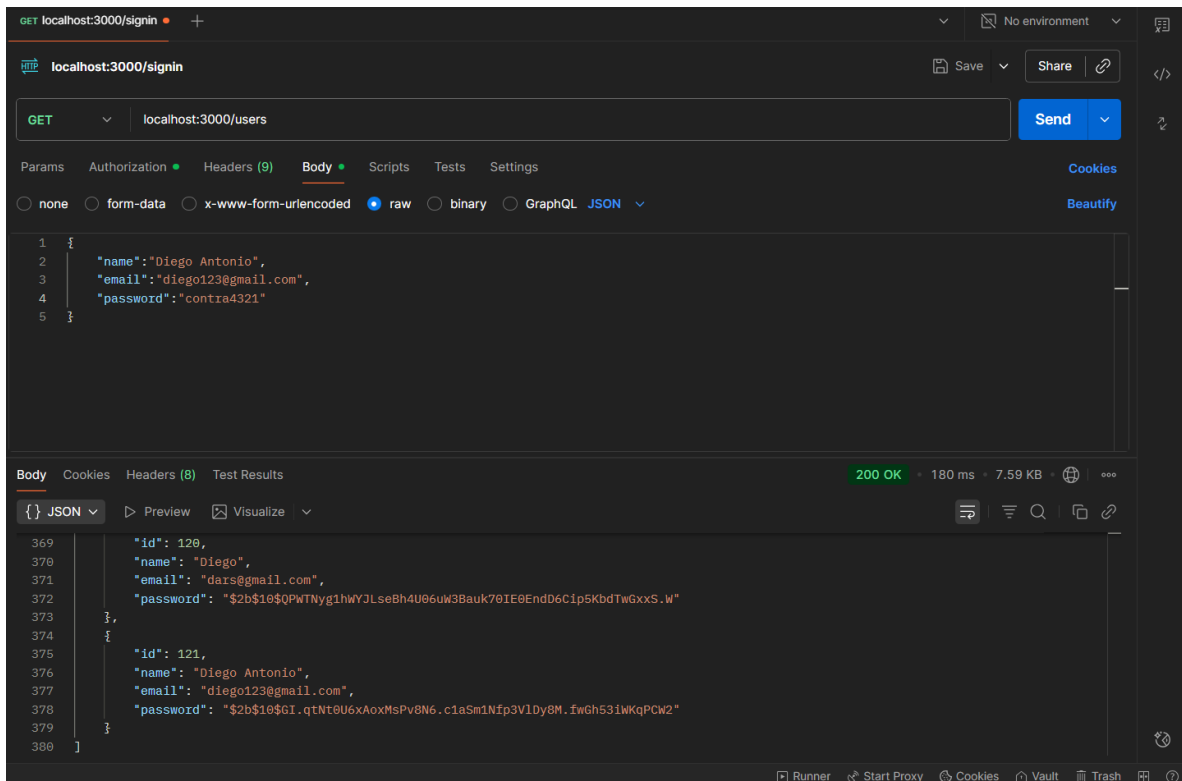 GET localhost:3000/signin
No environment
HTTP localhost:3000/signin
Save
Share
GET localhost:3000/users
Send
Params Authorization Headers (9) Body Scripts Tests Settings
Cookies
none form-data x-www-form-urlencoded raw binary GraphQL JSON
Beautify
1 {
2 "name":"Diego Antonio",
3 "email":"diego123@gmail.com",
4 "password":"contra4321"
5 }
Body Cookies Headers (8) Test Results
200 OK 180 ms 7.59 KB
{} JSON Preview Visualize
369 "id": 120,
370 "name": "Diego",
371 "email": "dars@gmail.com",
372 "password": "$2b$10$QPWTNyg1hWYJLseBh4U06uW3Bauk70IE0EndD6Cip5KbdTwGxxS.W"
373 },
374 {
375 "id": 121,
376 "name": "Diego Antonio",
377 "email": "diego123@gmail.com",
378 "password": "$2b$10$GI.qtNt0U6xAoxMsPv8N6.c1aSm1Nfp3VlDy8M.fwGh53iWKqPCW2"
379 }
380 ]
Runner Start Proxy Cookies Vault Trash